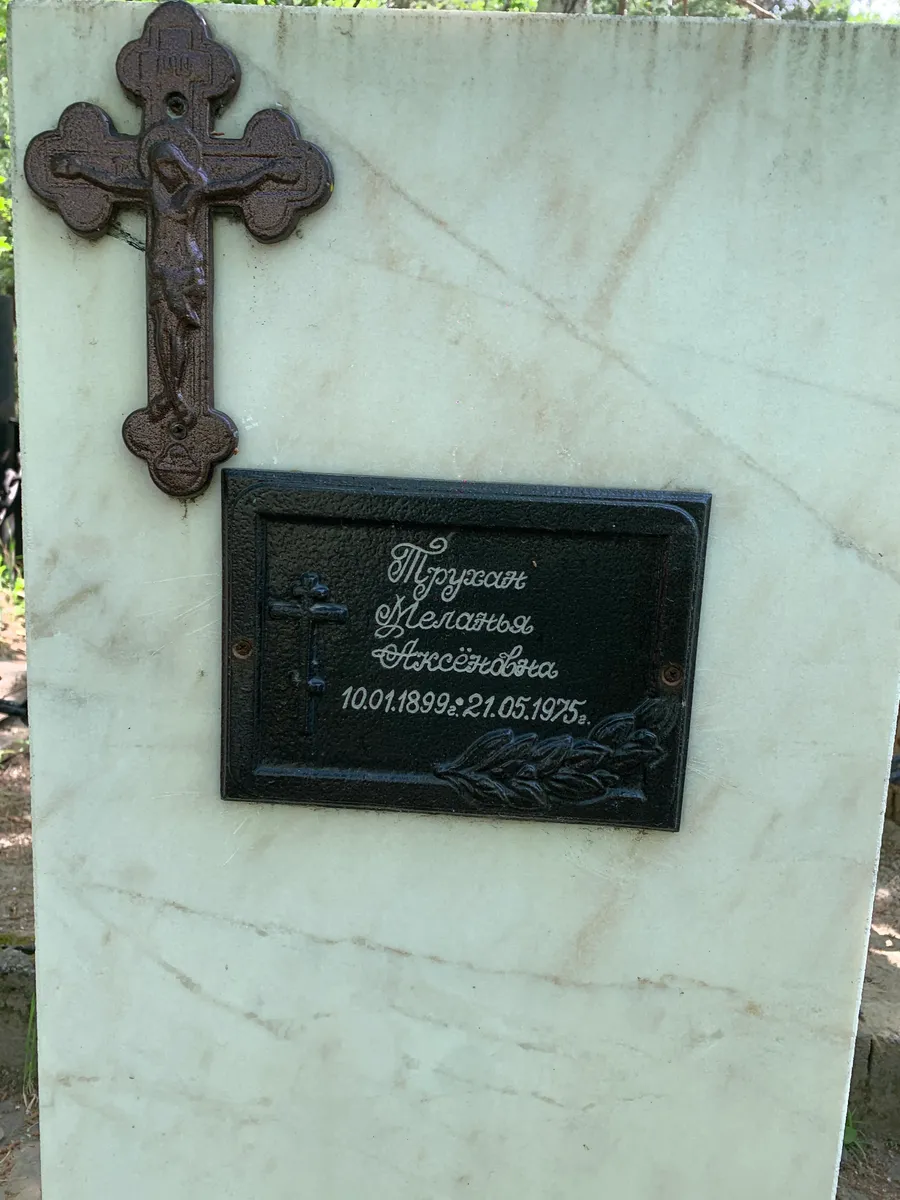 Трухан
Меланья
Аксёновна
10.01.1899г.·21.05.1975г.